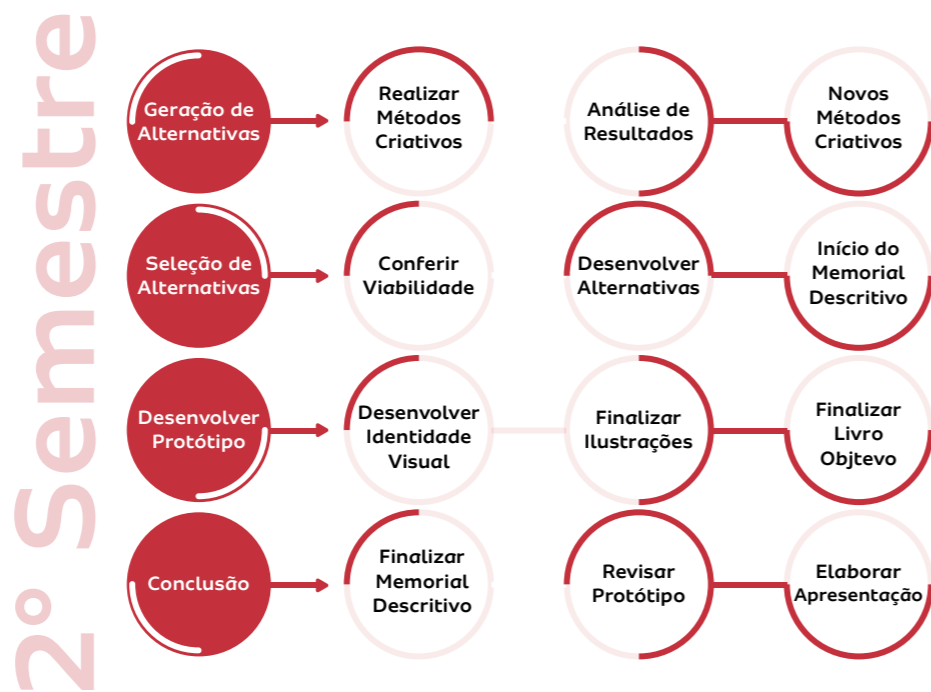 2º Semestre
Geração de
Alternativas
Realizar
Métodos
Criativos
Análise de
Resultados
Novos
Métodos
Criativos
Seleção de
Alternativas
Conferir
Viabilidade
Desenvolver
Alternativas
Início do
Memorial
Descritivo
Desenvolver
Protótipo
Desenvolver
Identidade
Visual
Finalizar
Ilustrações
Finalizar
Livro
Objtevo
Conclusão
Finalizar
Memorial
Descritivo
Revisar
Protótipo
Elaborar
Apresentação